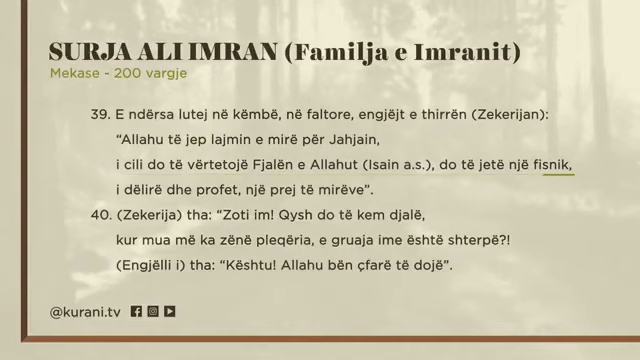 SURJA ALI IMRAN (Familja e Imranit)
Mekase - 200 vargje
39. E ndërsa lutej në këmbë, në faltore, engjëjt e thirrën (Zekerijan):
“Allahu të jep lajmin e mirë për Jahjain,
i cili do të vërtetojë Fjalën e Allahut (Isain a.s.), do të jetë një fisnik,
i dëlirë dhe profet, një prej të mirëve”.
40. (Zekerija) tha: “Zoti im! Qysh do të kem djalë,
kur mua më ka zënë pleqëria, e gruaja ime është shterpë?!
(Engjëlli i) tha: “Kështu! Allahu bën çfarë të dojë”.
@kurani.tv